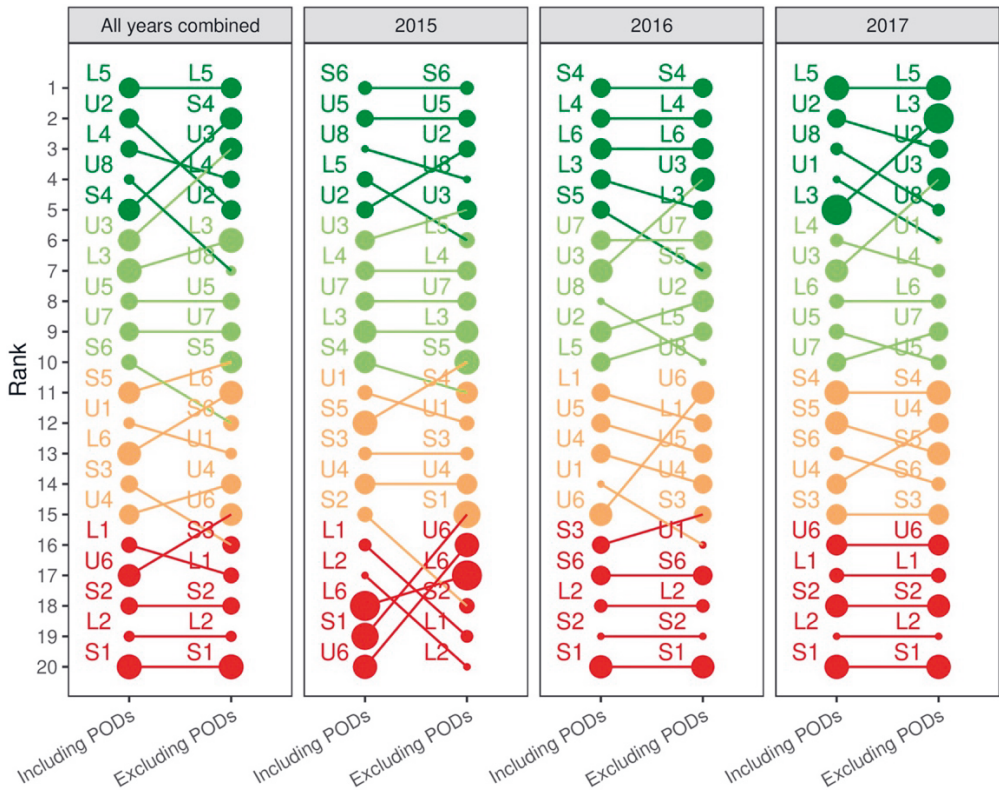 All years combined 2015 2016 2017
Rank
1 L5 L5 S6 S6 S4 S4 L5 L5
2 U2 S4 U5 U5 L4 L4 U2 L3
3 L4 U3 U8 U2 L6 L6 U8 U2
4 U8 L4 L5 U8 L3 U3 U1 U3
5 S4 U2 U2 U3 S5 L3 L3 U8
6 U3 L3 U3 L5 U7 U7 L4 U1
7 L3 U8 L4 L4 U3 S5 U3 L4
8 U5 U5 U7 U7 U8 U2 L6 L6
9 U7 U7 L3 L3 U2 L5 U5 U7
10 S6 S5 S4 S5 L5 U8 U7 U5
11 S5 L6 U1 S4 L1 U6 S4 S4
12 U1 S6 S5 U1 U5 L1 S5 U4
13 L6 U1 S3 S3 U4 U5 S6 S5
14 S3 U4 U4 U4 U1 U4 U4 S6
15 U4 U6 S2 S1 U6 S3 S3 S3
16 L1 S3 L1 U6 S3 U1 U6 U6
17 U6 L1 L2 L6 S6 S6 L1 L1
18 S2 S2 L6 S2 L2 L2 S2 S2
19 L2 L2 S1 L1 S2 S2 L2 L2
20 S1 S1 U6 L2 S1 S1 S1 S1
Including PODs Excluding PODs Including PODs Excluding PODs Including PODs Excluding PODs Including PODs Excluding PODs